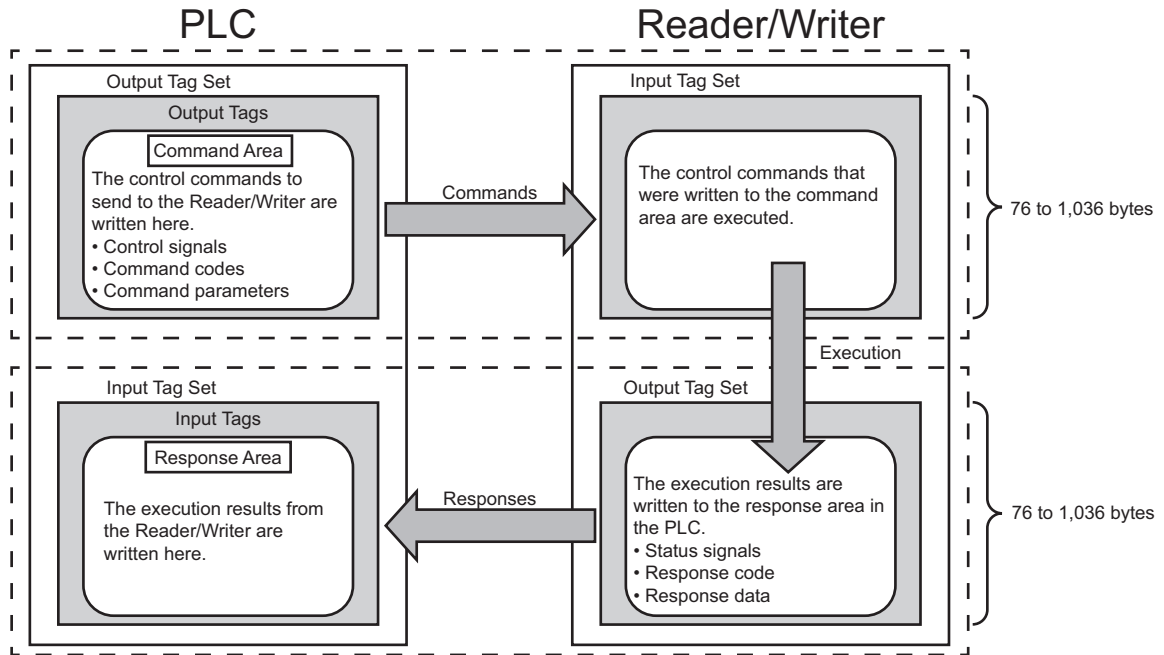 PLC
Reader/Writer
Output Tag Set
Output Tags
Command Area
The control commands to
send to the Reader/Writer are
written here.
• Control signals
• Command codes
• Command parameters
Commands
Input Tag Set
The control commands that
were written to the command
area are executed.
76 to 1,036 bytes
Execution
Input Tag Set
Input Tags
Response Area
The execution results from
the Reader/Writer are
written here.
Responses
Output Tag Set
The execution results are
written to the response area in
the PLC.
• Status signals
• Response code
• Response data
76 to 1,036 bytes